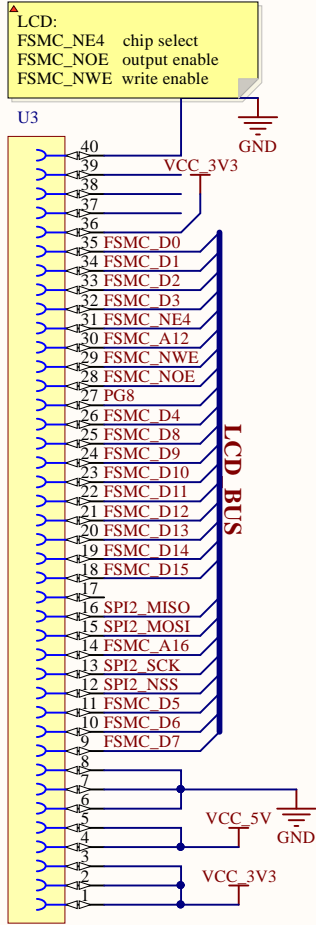 LCD:
FSMC_NE4 chip select
FSMC_NOE output enable
FSMC_NWE write enable
U3
GND
40
39
VCC_3V3
38
37
36
35 FSMC_D0
34 FSMC_D1
33 FSMC_D2
32 FSMC_D3
31 FSMC_NE4
30 FSMC_A12
29 FSMC_NWE
28 FSMC_NOE
27 PG8
26 FSMC_D4
25 FSMC_D8
24 FSMC_D9
23 FSMC_D10
22 FSMC_D11
21 FSMC_D12
20 FSMC_D13
19 FSMC_D14
18 FSMC_D15
17
16 SPI2_MISO
15 SPI2_MOSI
14 FSMC_A16
13 SPI2_SCK
12 SPI2_NSS
11 FSMC_D5
10 FSMC_D6
9 FSMC_D7
LCD_BUS
8
7
6
5
4
3
2
1
VCC_5V
GND
VCC_3V3